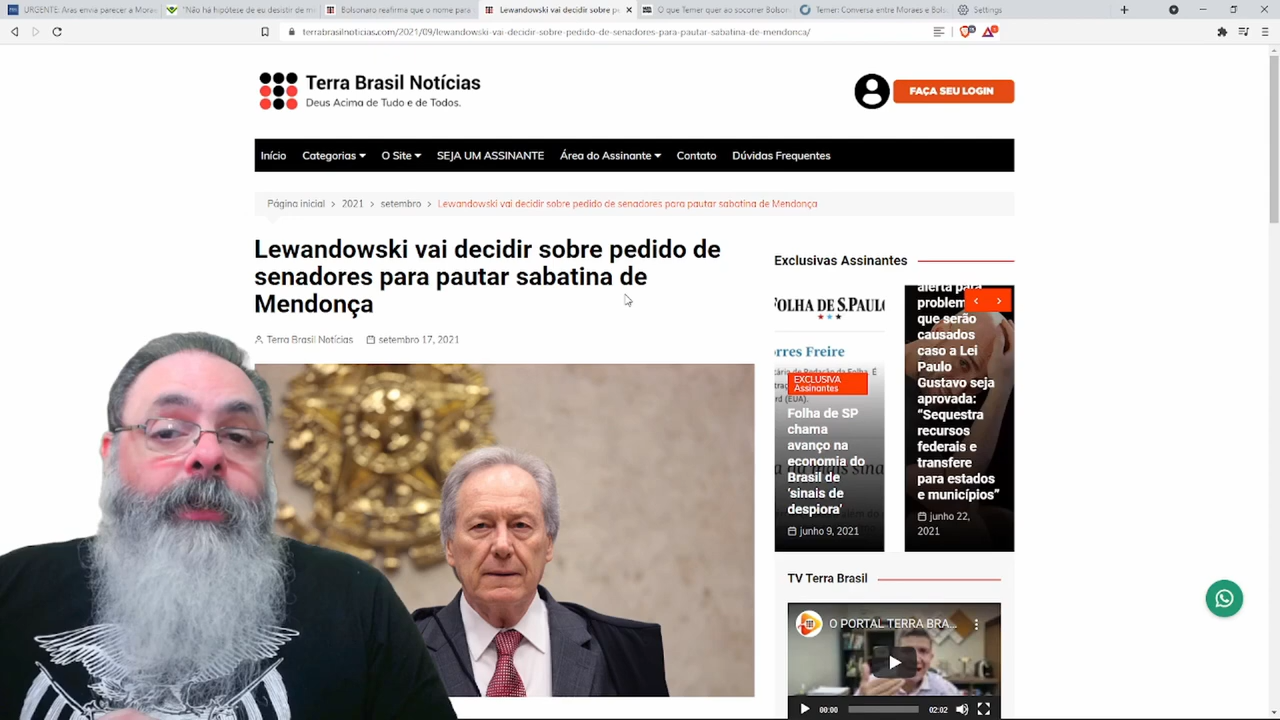 URGENTE: Aras envia parecer a Mora
"Não há hipótese de eu desistir de m
Bolsonaro reafirma que o nome para
Lewandowski vai decidir sobre p
O que Temer quer ao socorrer Bolson
Temer: Conversa entre Moraes e Bols
Settings
terrabrasilnoticias.com/2021/09/lewandowski-vai-decidir-sobre-pedido-de-senadores-para-pautar-sabatina-de-mendonca/
Terra Brasil Notícias
Deus Acima de Tudo e de Todos.
FAÇA SEU LOGIN
Início Categorias O Site SEJA UM ASSINANTE Área do Assinante Contato Dúvidas Frequentes
Página inicial > 2021 > setembro > Lewandowski vai decidir sobre pedido de senadores para pautar sabatina de Mendonça
Lewandowski vai decidir sobre pedido de
senadores para pautar sabatina de
Mendonça
Terra Brasil Notícias setembro 17, 2021
Exclusivas Assinantes
FOLHA DE S.PAULO
orres Freire
EXCLUSIVA
Assinantes
Folha de SP
chama
avanço na
economia do
Brasil de
‘sinais de
despiora’
junho 9, 2021
alerta para
problem
que serão
causados
caso a Lei
Paulo
Gustavo seja
aprovada:
“Sequestra
recursos
federais e
transfere
para estados
e municípios”
junho 22,
2021
TV Terra Brasil
O PORTAL TERRA BRA...
00:00 02:02